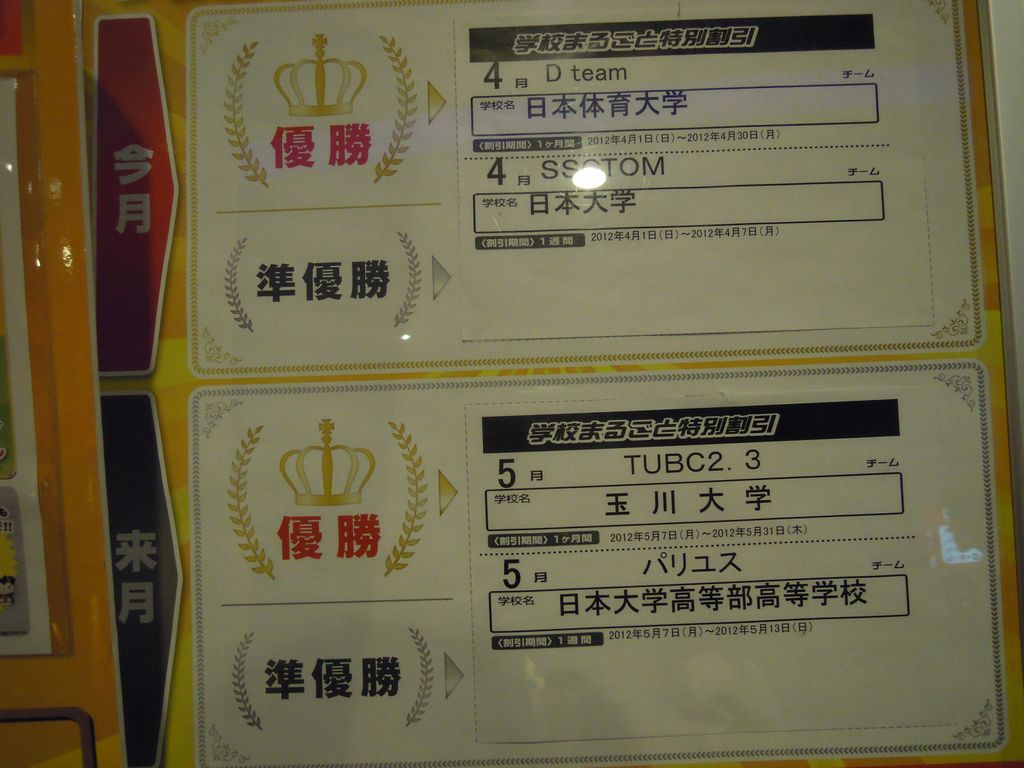 今月
優勝
準優勝
学校まるごと特別割引
4月 D team チーム
学校名 日本体育大学
〈割引期間〉1ヶ月間 2012年4月1日(日)～2012年4月30日(月)
4月 チーム
学校名 日本大学
〈割引期間〉1週間 2012年4月1日(日)～2012年4月7日(月)
来月
優勝
準優勝
学校まるごと特別割引
5月 TUBC2. 3 チーム
学校名 玉川大学
〈割引期間〉1ヶ月間 2012年5月7日(月)～2012年5月31日(木)
5月 パリユス チーム
学校名 日本大学高等部高等学校
〈割引期間〉1週間 2012年5月7日(月)～2012年5月13日(日)